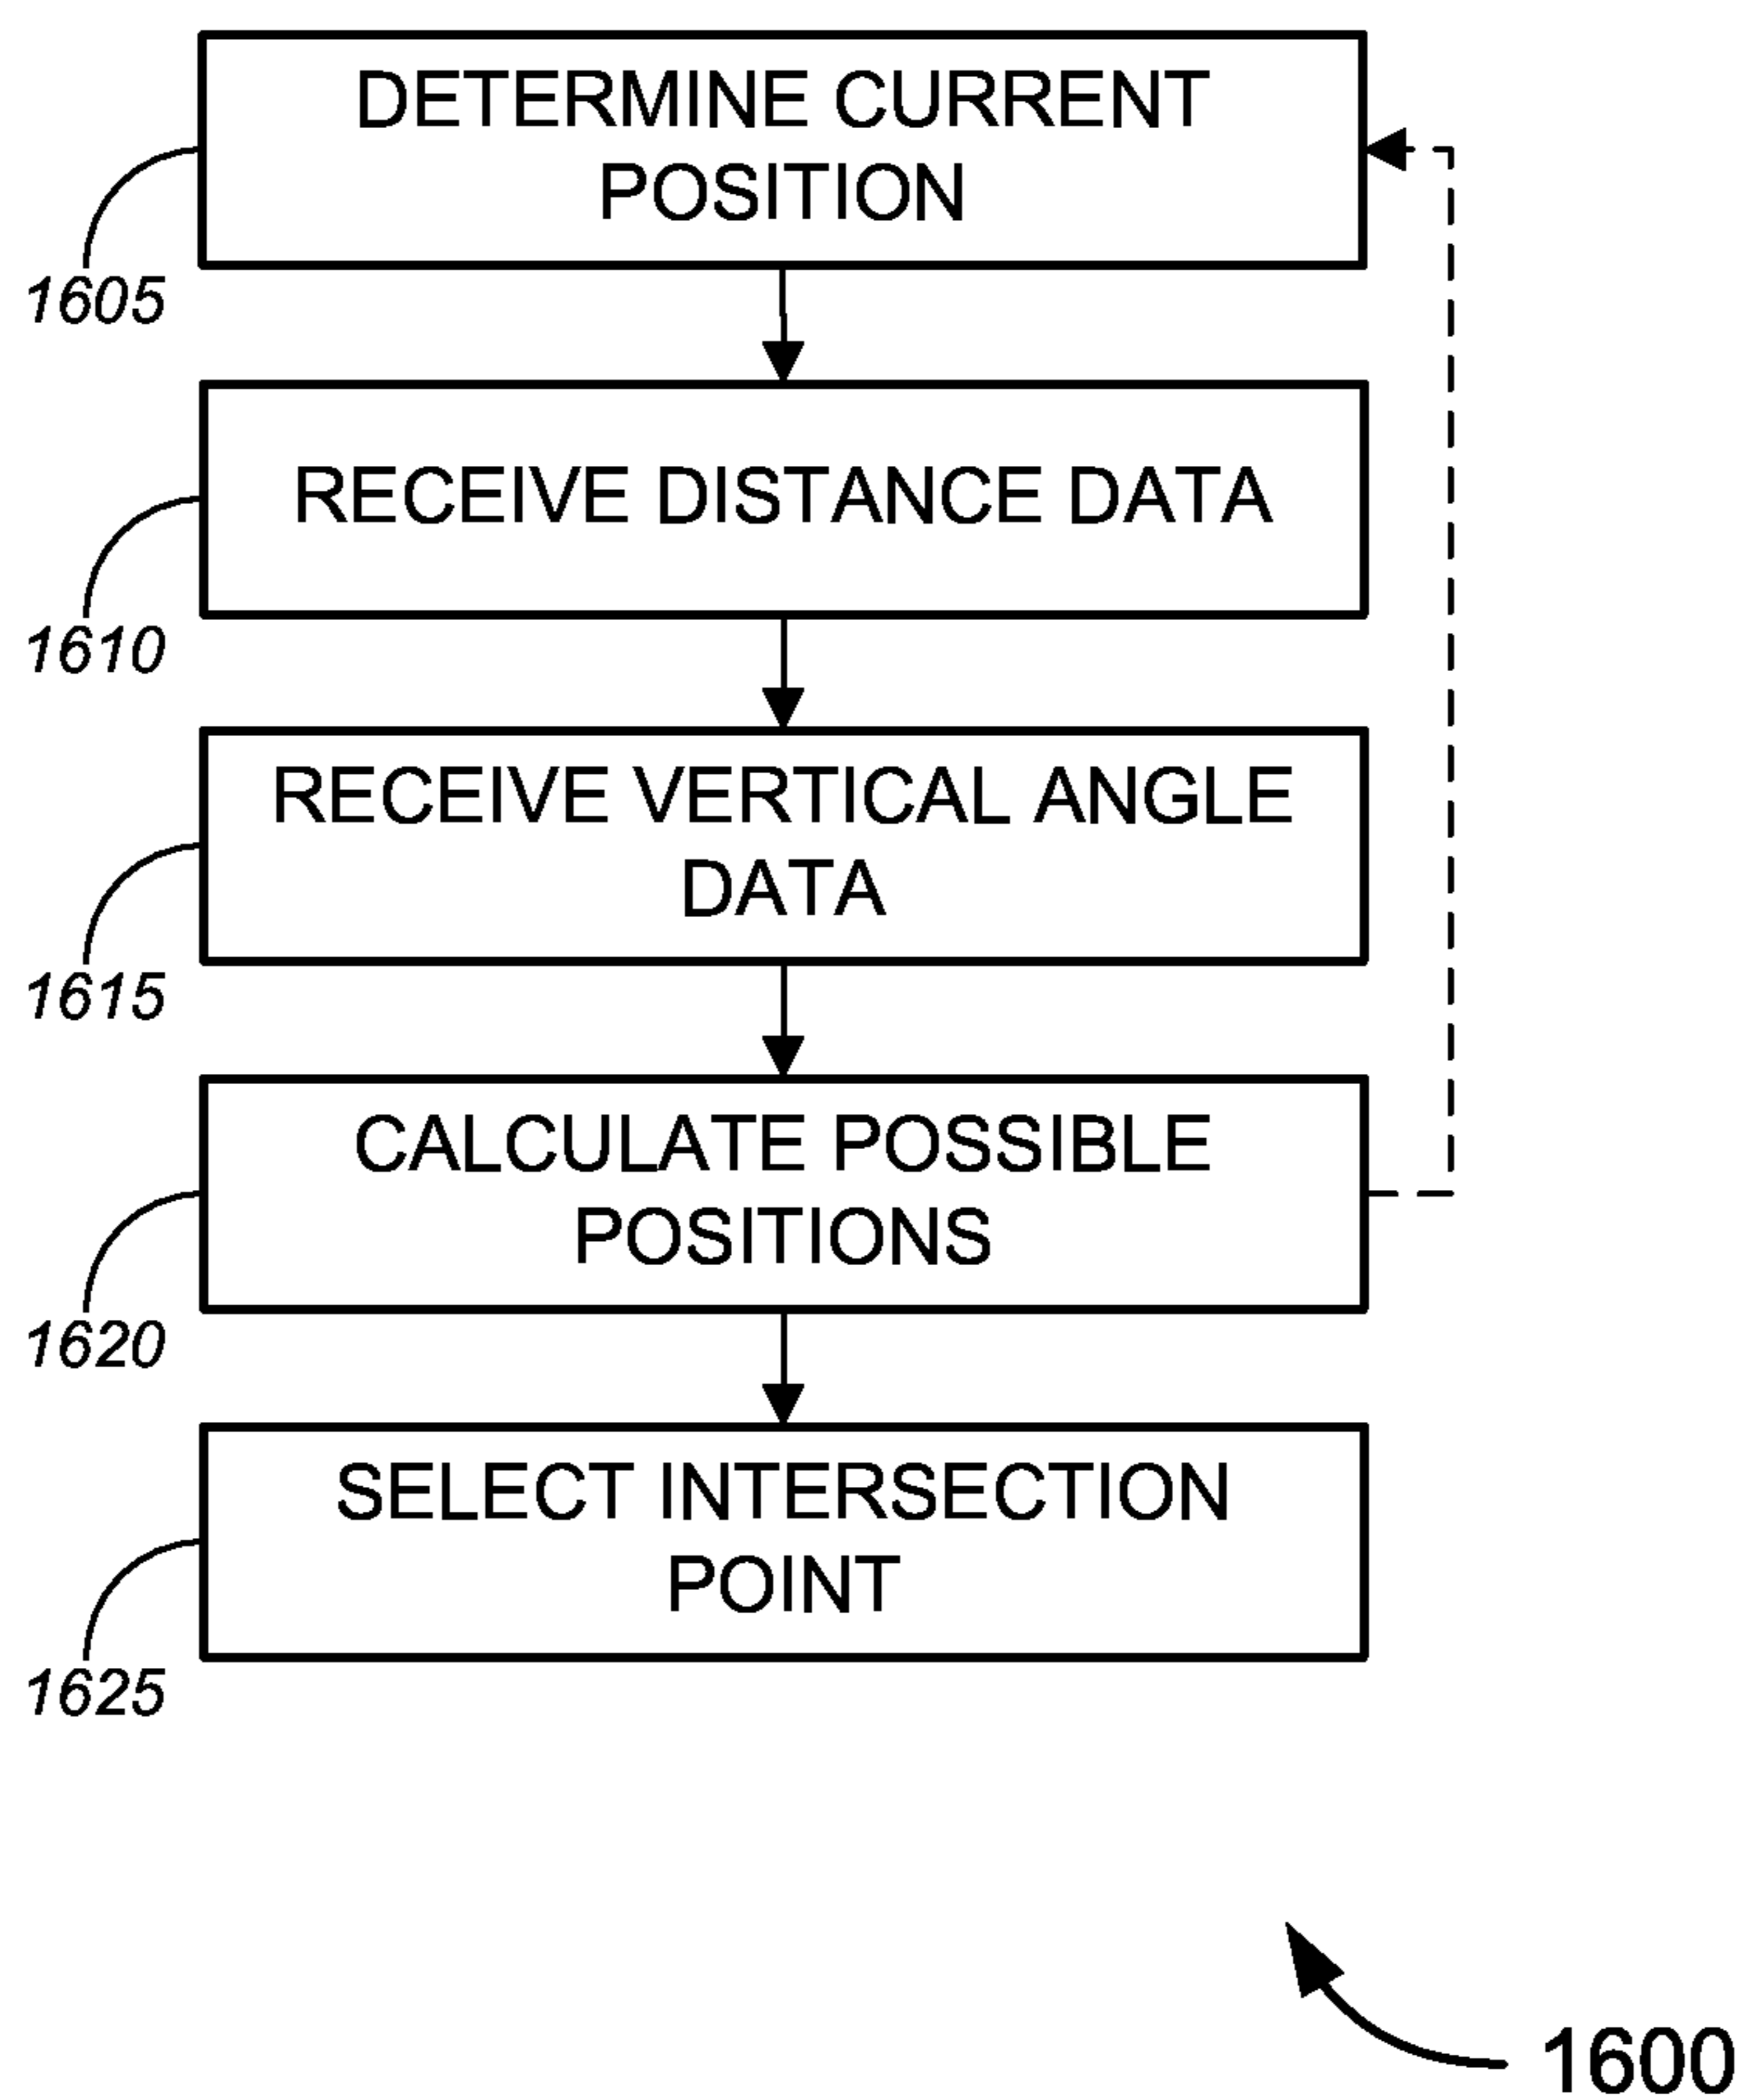 DETERMINE CURRENT
POSITION
1605
RECEIVE DISTANCE DATA
1610
RECEIVE VERTICAL ANGLE
DATA
1615
CALCULATE POSSIBLE
POSITIONS
1620
SELECT INTERSECTION
POINT
1625
1600